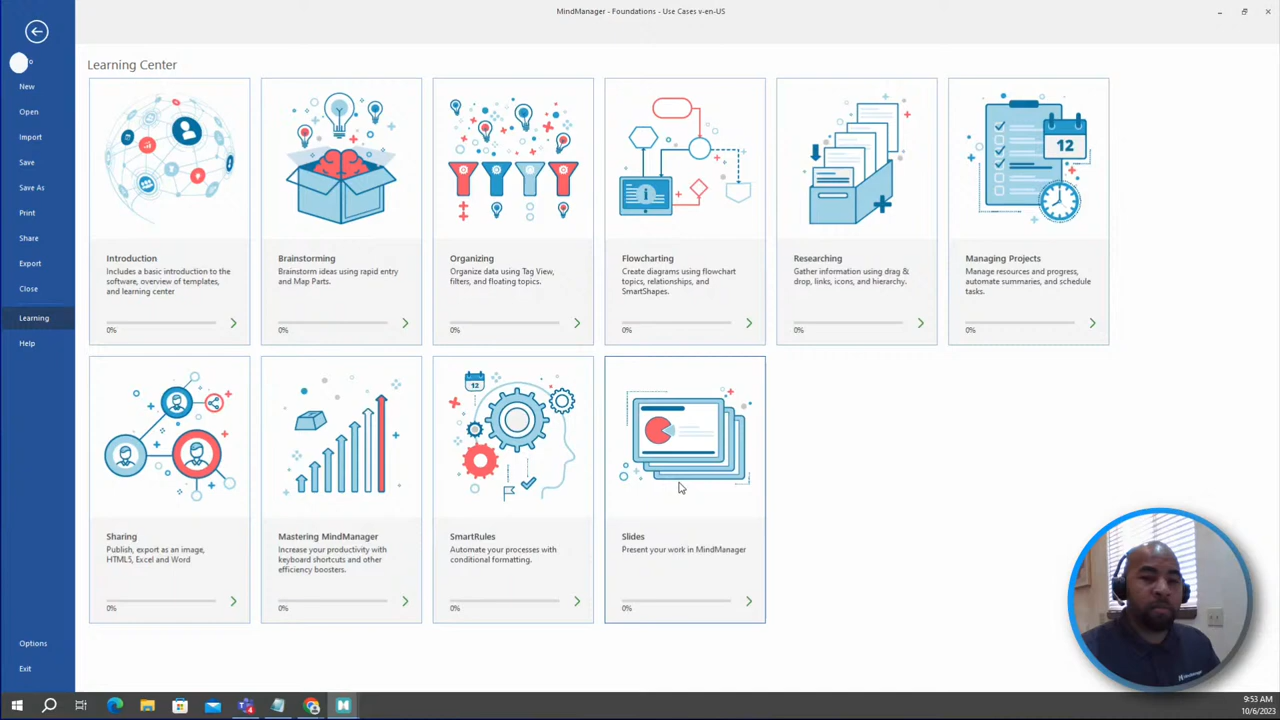 MindManager - Foundations - Use Cases v-en-US
New
Open
Import
Save
Save As
Print
Share
Export
Close
Learning
Help
Options
Exit
Learning Center
Introduction
Includes a basic introduction to the
software, overview of templates,
and learning center
0%
Brainstorming
Brainstorm ideas using rapid entry
and Map Parts.
0%
Organizing
Organize data using Tag View,
filters, and floating topics.
0%
Flowcharting
Create diagrams using flowchart
topics, relationships, and
SmartShapes.
0%
Researching
Gather information using drag &
drop, links, icons, and hierarchy.
0%
12
Managing Projects
Manage resources and progress,
automate summaries, and schedule
tasks.
0%
Sharing
Publish, export as an image,
HTML5, Excel and Word
0%
Mastering MindManager
Increase your productivity with
keyboard shortcuts and other
efficiency boosters.
0%
12
SmartRules
Automate your processes with
conditional formatting.
0%
Slides
Present your work in MindManager
0%
MindManager
9:53 AM
10/6/2023